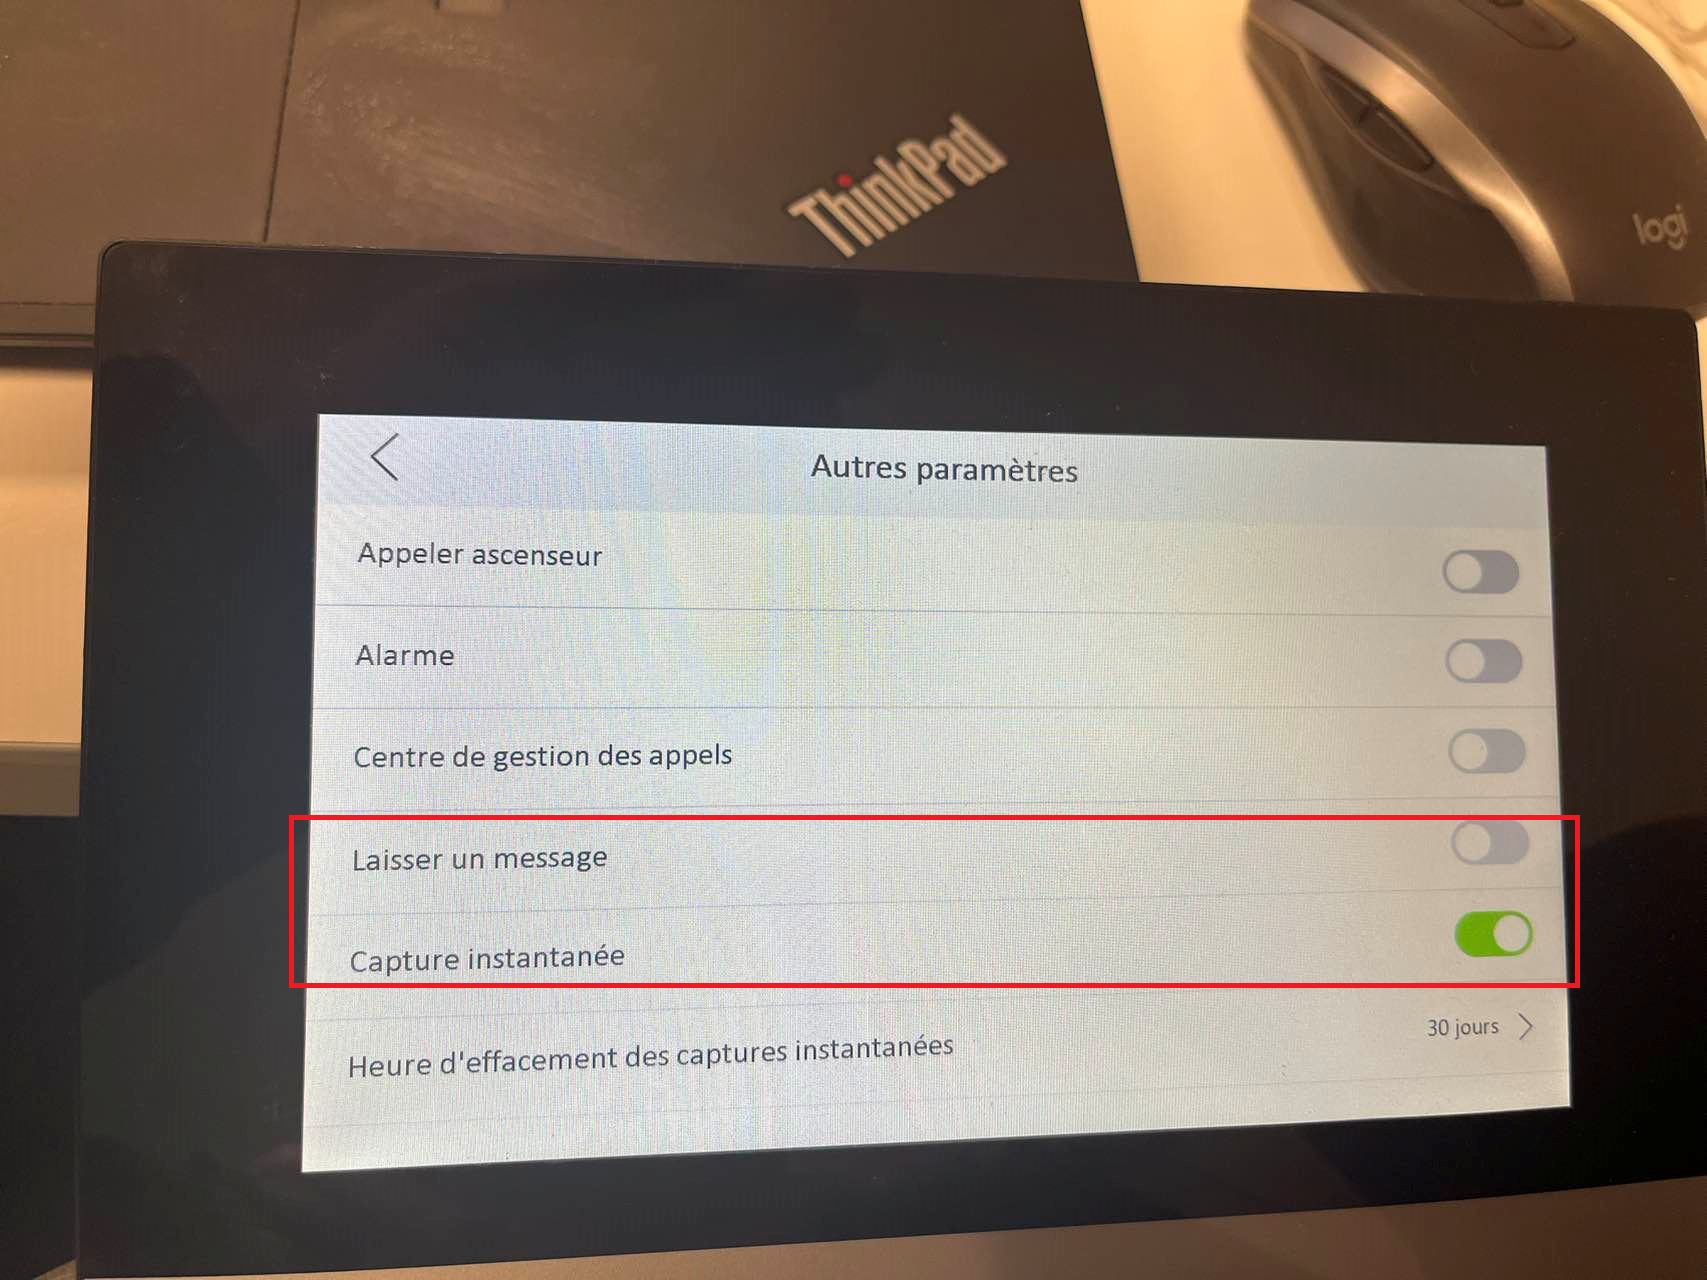 ThinkPad
logi
Autres paramètres
Appeler ascenseur
Alarme
Centre de gestion des appels
Laisser un message
Capture instantanée
Heure d'effacement des captures instantanées
30 jours